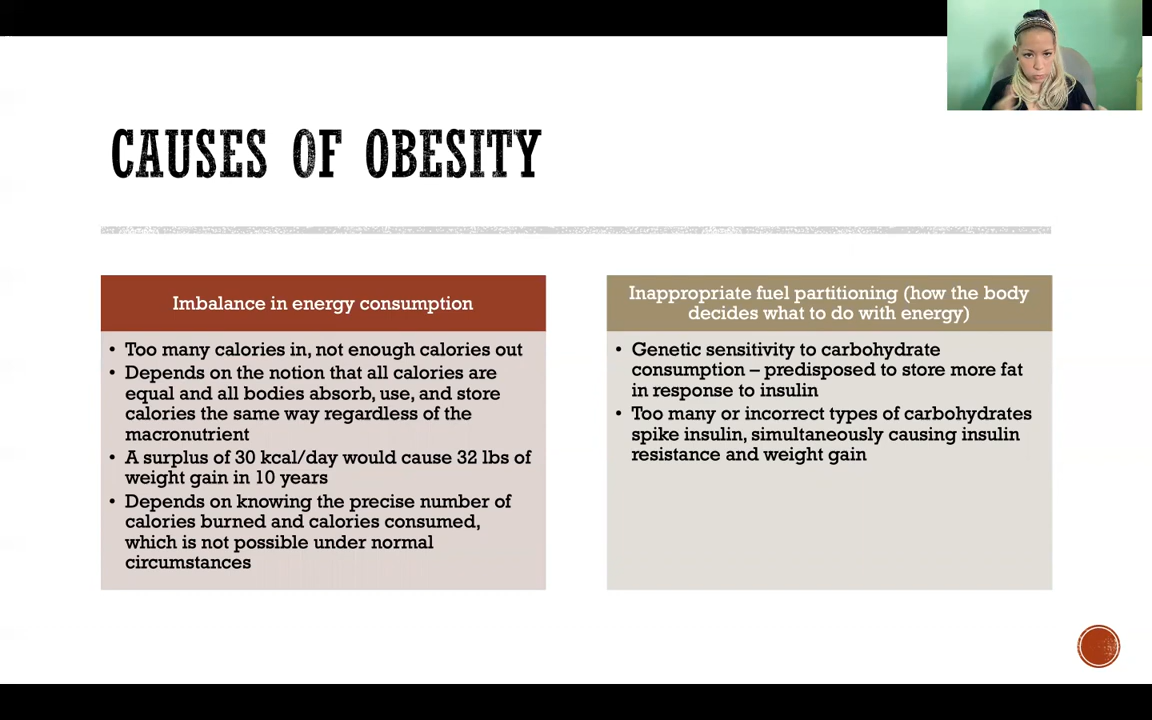 CAUSES OF OBESITY
Imbalance in energy consumption
• Too many calories in, not enough calories out
• Depends on the notion that all calories are
equal and all bodies absorb, use, and store
calories the same way regardless of the
macronutrient
• A surplus of 30 kcal/day would cause 32 lbs of
weight gain in 10 years
• Depends on knowing the precise number of
calories burned and calories consumed,
which is not possible under normal
circumstances
Inappropriate fuel partitioning (how the body
decides what to do with energy)
• Genetic sensitivity to carbohydrate
consumption – predisposed to store more fat
in response to insulin
• Too many or incorrect types of carbohydrates
spike insulin, simultaneously causing insulin
resistance and weight gain